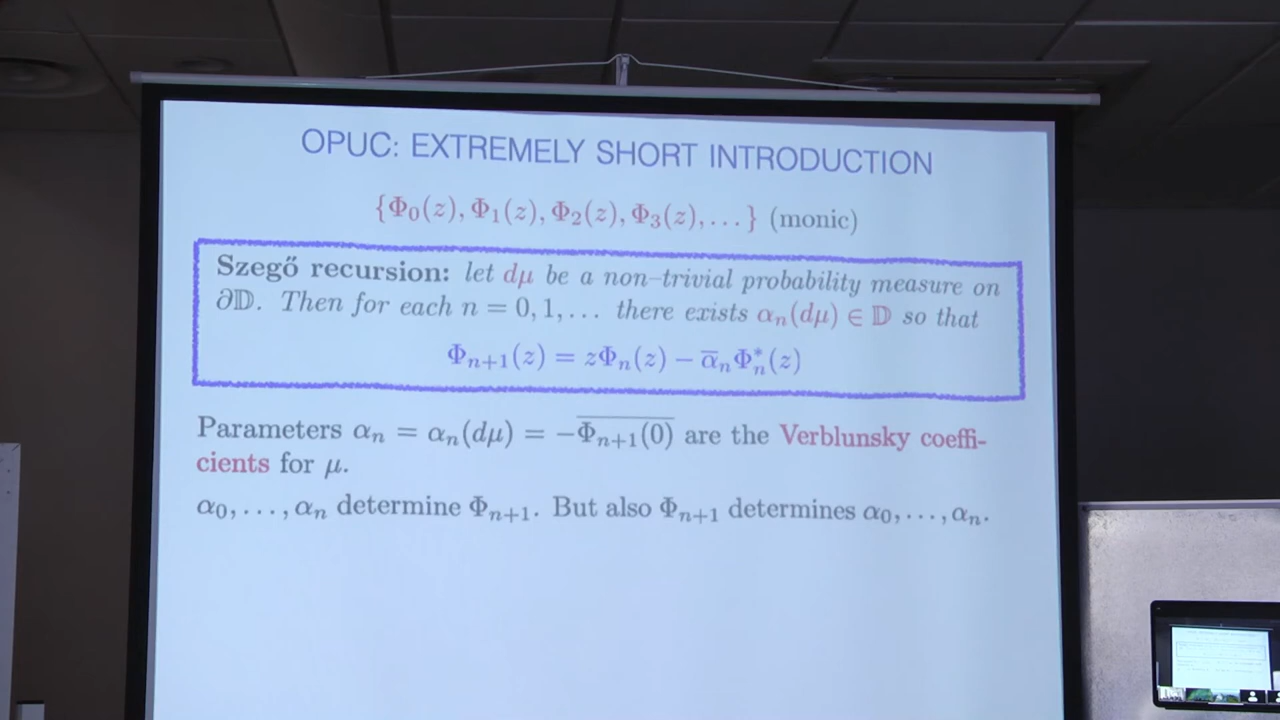 OPUC: EXTREMELY SHORT INTRODUCTION
{Φ₀(z), Φ₁(z), Φ₂(z), Φ₃(z), . . . } (monic)
Szegő recursion: let dμ be a non–trivial probability measure on
∂𝔻. Then for each n = 0, 1, . . . there exists αₙ(dμ) ∈ 𝔻 so that
Φₙ₊₁(z) = zΦₙ(z) − α̅ₙΦₙ*(z)
Parameters αₙ = αₙ(dμ) = −\overline{Φₙ₊₁(0)} are the Verblunsky coeffi-
cients for μ.
α₀, . . . , αₙ determine Φₙ₊₁. But also Φₙ₊₁ determines α₀, . . . , αₙ.